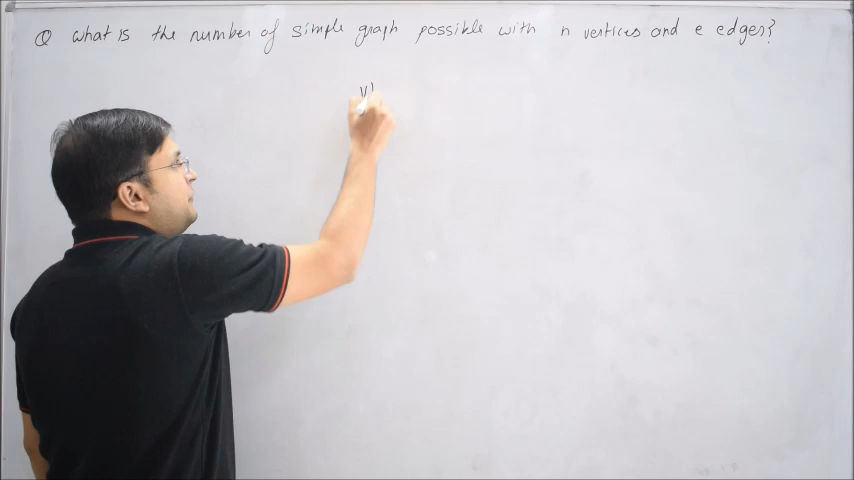 Q what is the number of simple graph possible with n vertices and e edges?